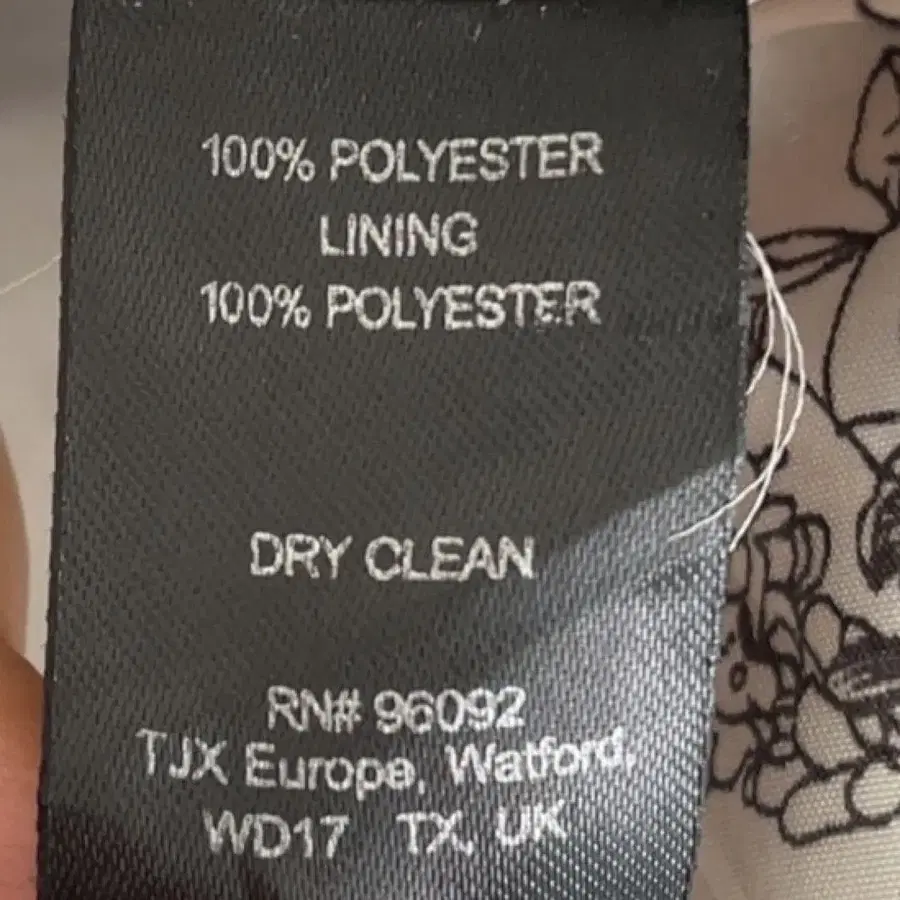 100% POLYESTER
LINING
100% POLYESTER
DRY CLEAN
RN# 96092
TJX Europe, Watford,
WD17 TX, UK